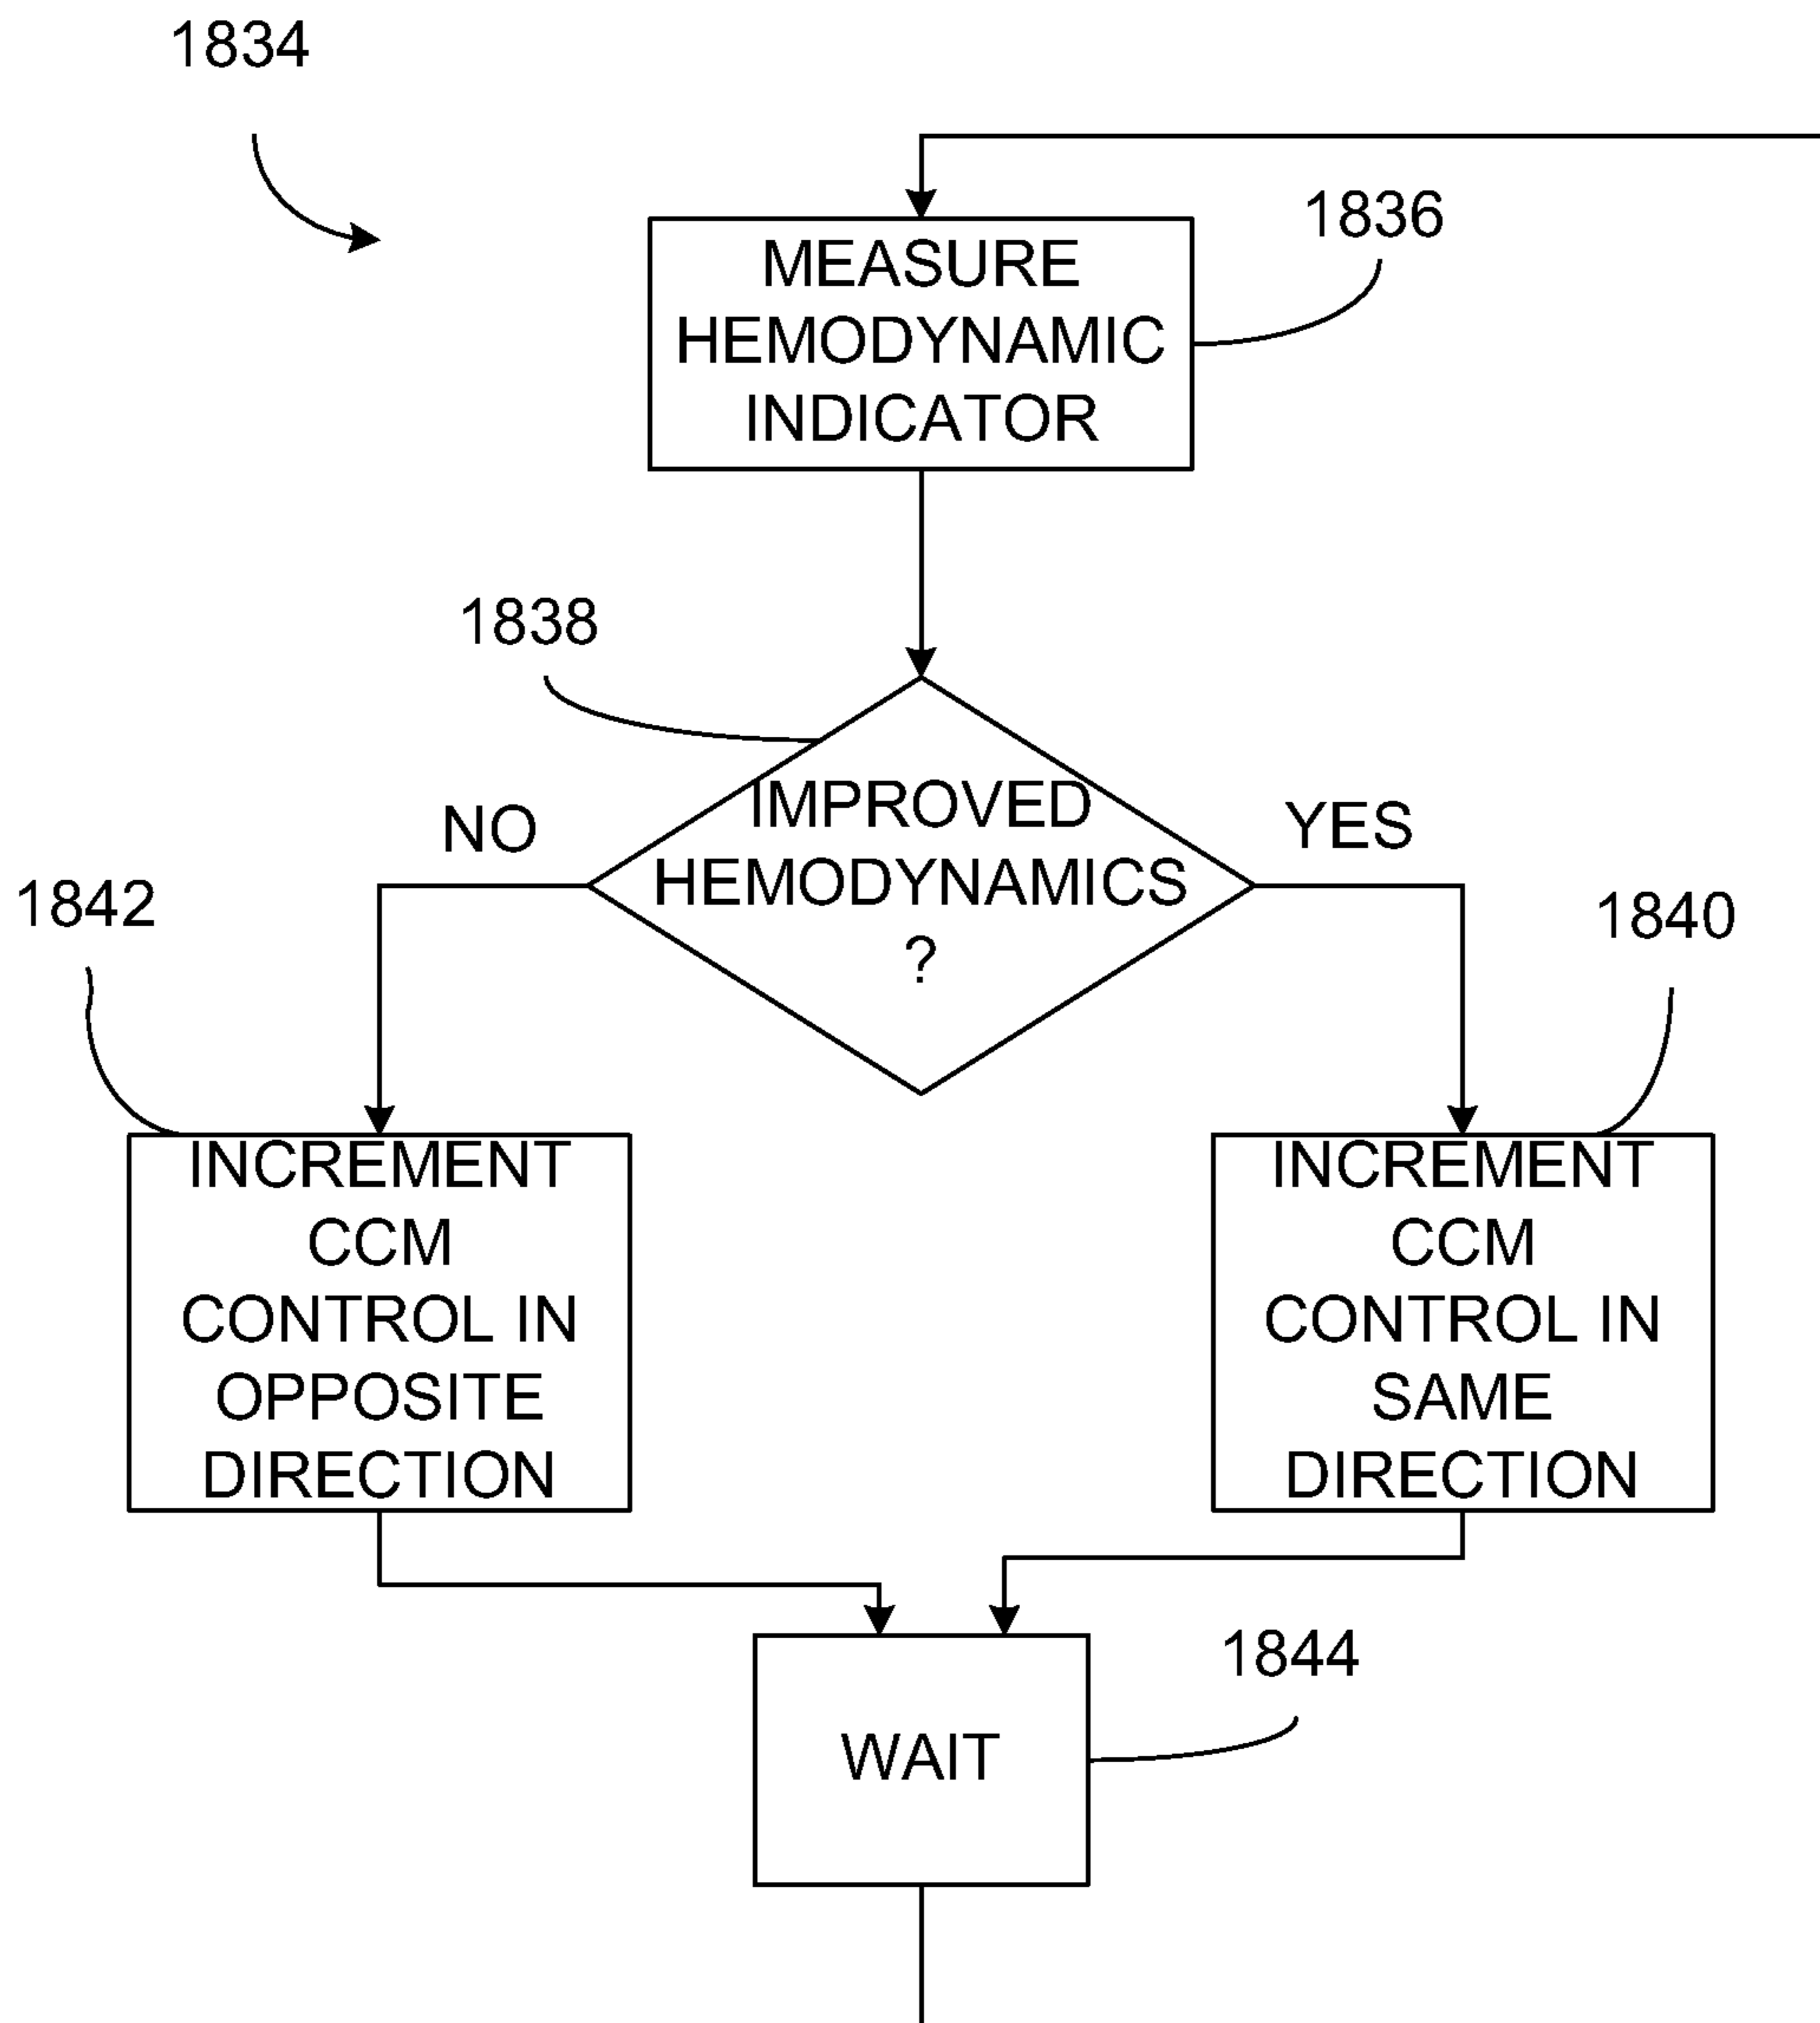 1834
1836
MEASURE
HEMODYNAMIC
INDICATOR
1838
IMPROVED
HEMODYNAMICS
?
NO
YES
1842
1840
INCREMENT
CCM
CONTROL IN
OPPOSITE
DIRECTION
INCREMENT
CCM
CONTROL IN
SAME
DIRECTION
1844
WAIT